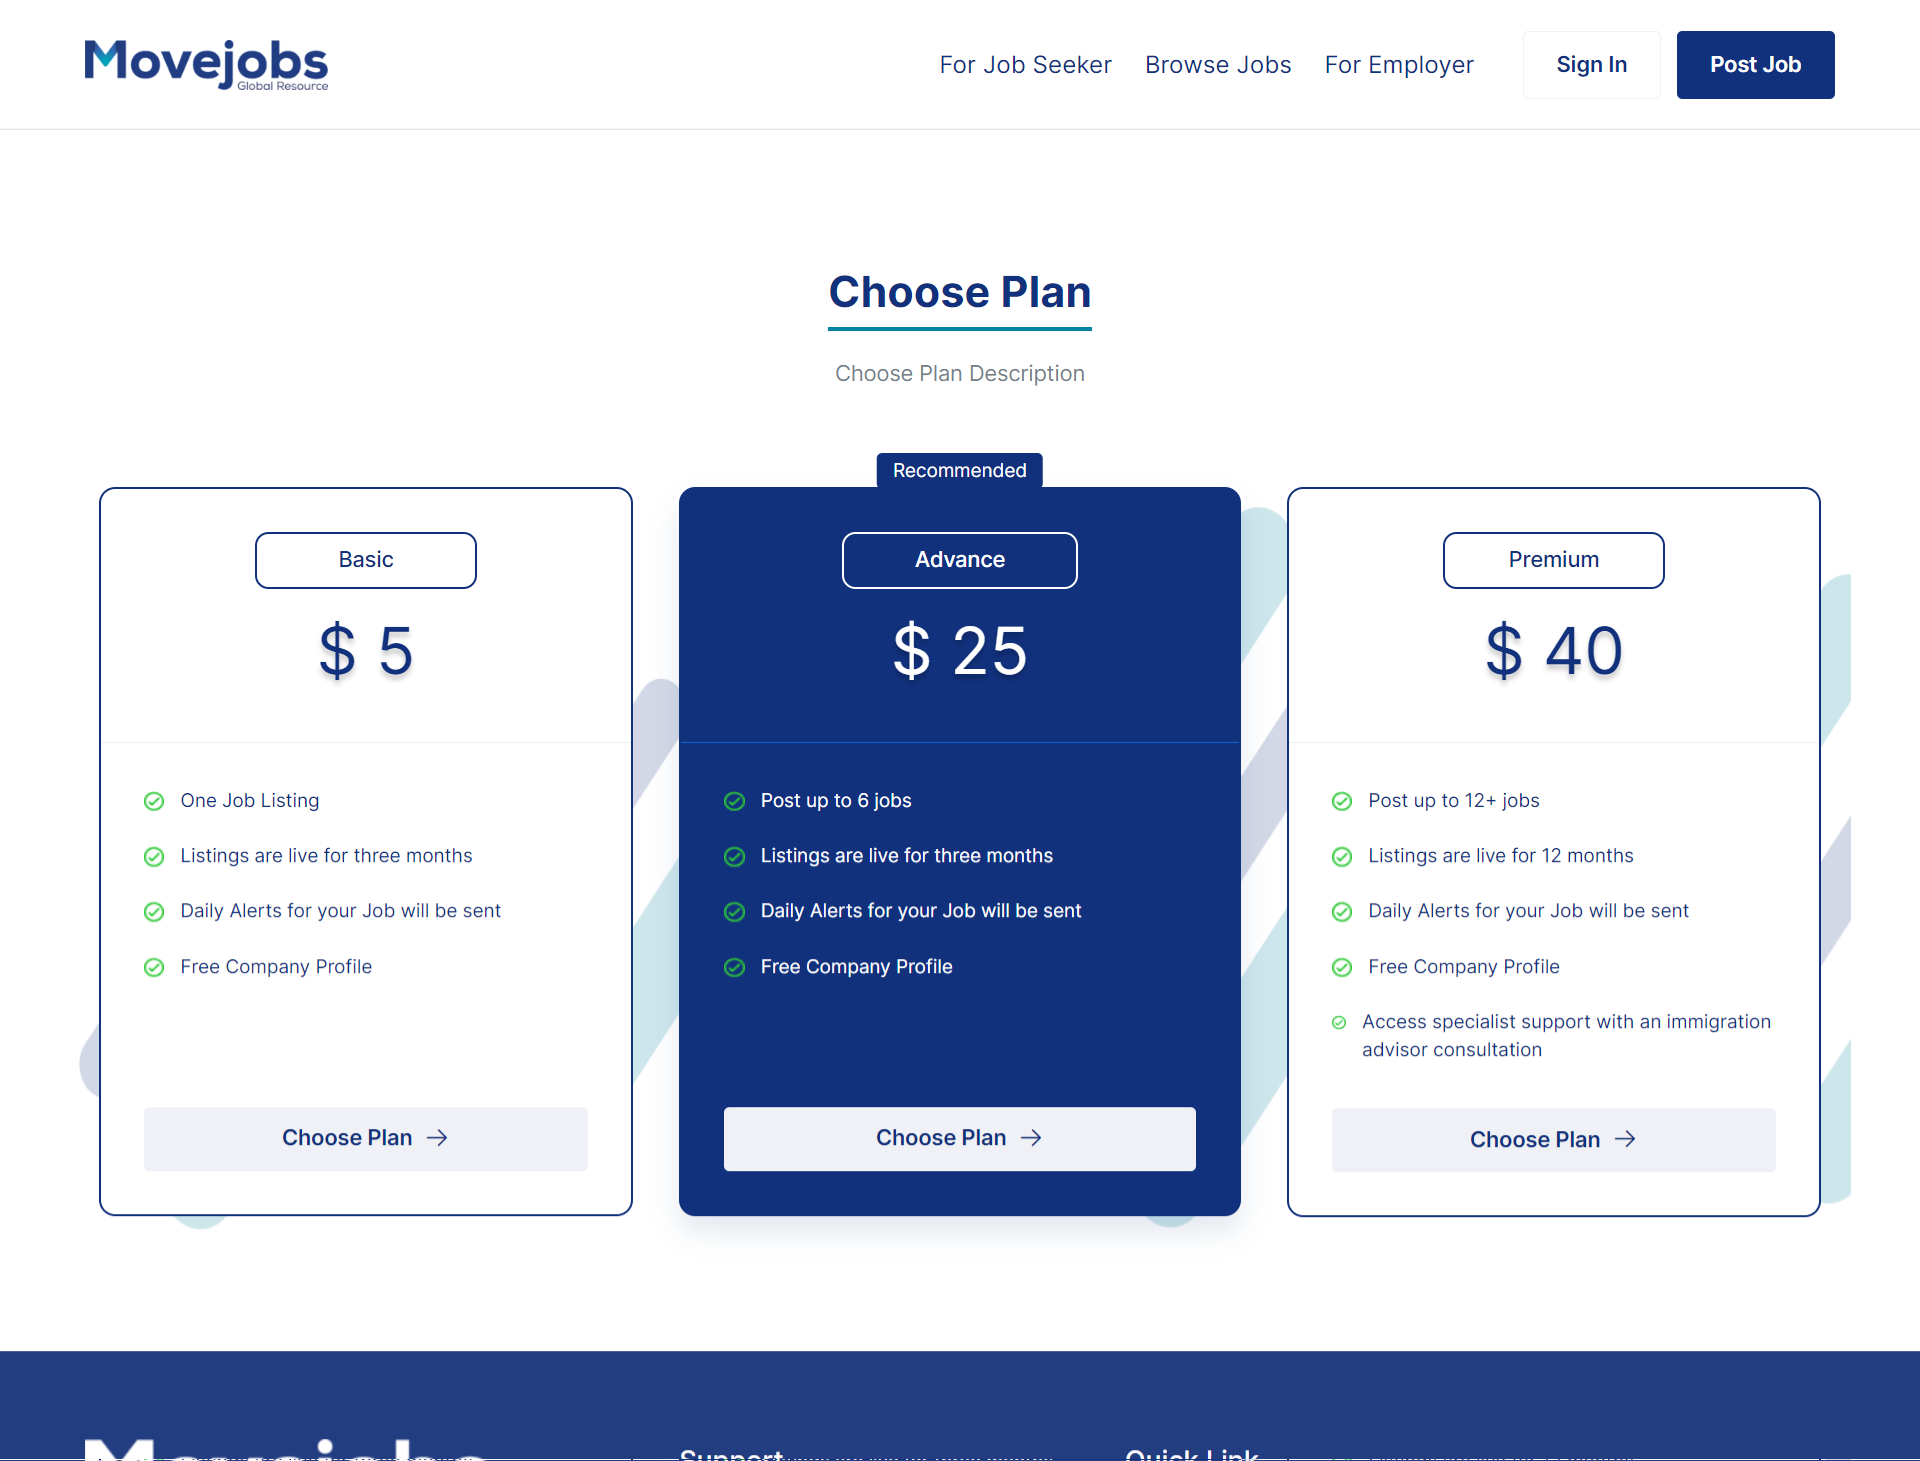 Movejobs
Global Resource
For Job Seeker
Browse Jobs
For Employer
Sign In
Post Job
Choose Plan
Choose Plan Description
Recommended
Basic
$ 5
One Job Listing
Listings are live for three months
Daily Alerts for your Job will be sent
Free Company Profile
Choose Plan
Advance
$ 25
Post up to 6 jobs
Listings are live for three months
Daily Alerts for your Job will be sent
Free Company Profile
Choose Plan
Premium
$ 40
Post up to 12+ jobs
Listings are live for 12 months
Daily Alerts for your Job will be sent
Free Company Profile
Access specialist support with an immigration
advisor consultation
Choose Plan
Movejobs
Support
Quick Link